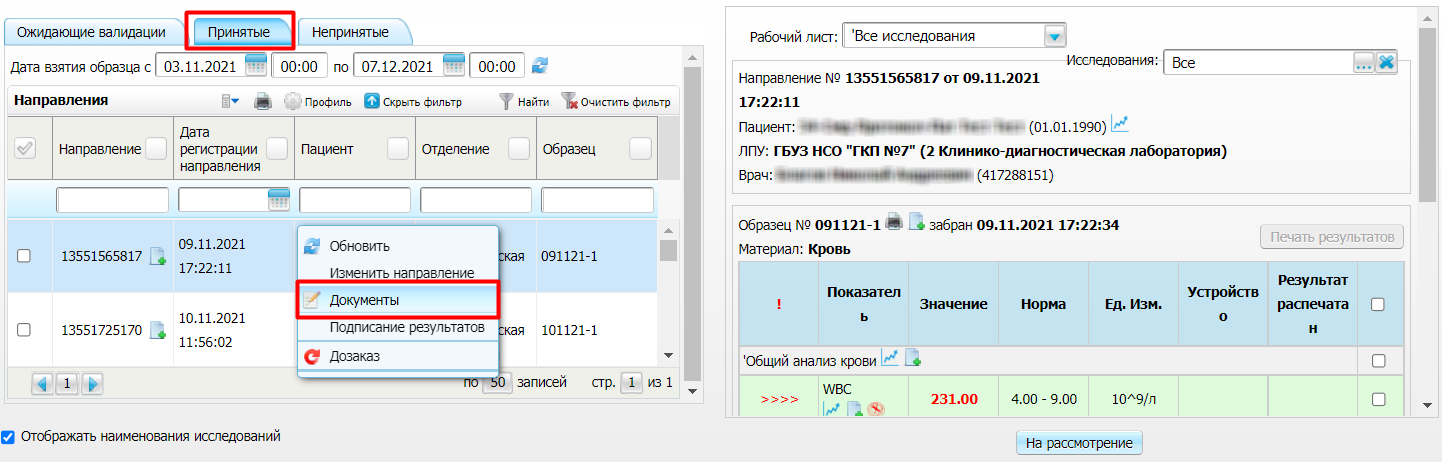 Ожидающие валидации
Принятые
Непринятые
Дата взятия образца с 03.11.2021 00:00 по 07.12.2021 00:00
Направления
Профиль
Скрыть фильтр
Найти
Очистить фильтр
Направление
Дата
регистрации
направления
Пациент
Отделение
Образец
13551565817
09.11.2021
17:22:11
ская
091121-1
13551725170
10.11.2021
11:56:02
ская
101121-1
Обновить
Изменить направление
Документы
Подписание результатов
Дозаказ
1
по 50 записей стр. 1 из 1
Отображать наименования исследований
Рабочий лист: 'Все исследования
Исследования: Все ...
Направление № 13551565817 от 09.11.2021
17:22:11
Пациент: (01.01.1990)
ЛПУ: ГБУЗ НСО "ГКП №7" (2 Клинико-диагностическая лаборатория)
Врач: (417288151)
Образец № 091121-1 забран 09.11.2021 17:22:34
Материал: Кровь
Печать результатов
!
Показател
ь
Значение
Норма
Ед. Изм.
Устройств
о
Результат
распечата
н
'Общий анализ крови
>>>>
WBC
231.00
4.00 - 9.00
10^9/л
На рассмотрение